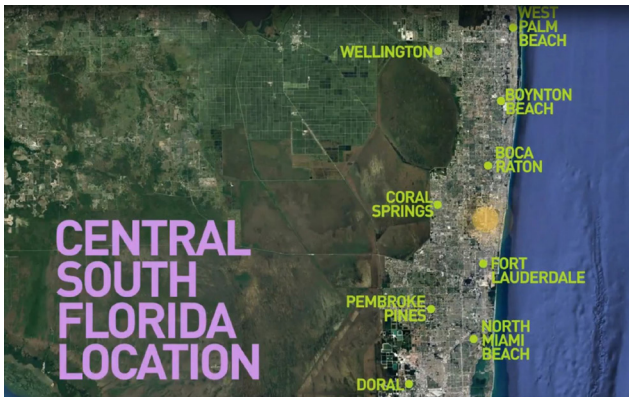 WEST
PALM
BEACH
WELLINGTON
BOYNTON
BEACH
BOCA
RATON
CORAL
SPRINGS
CENTRAL
SOUTH
FLORIDA
LOCATION
FORT
LAUDERDALE
PEMBROKE
PINES
NORTH
MIAMI
BEACH
DORAL